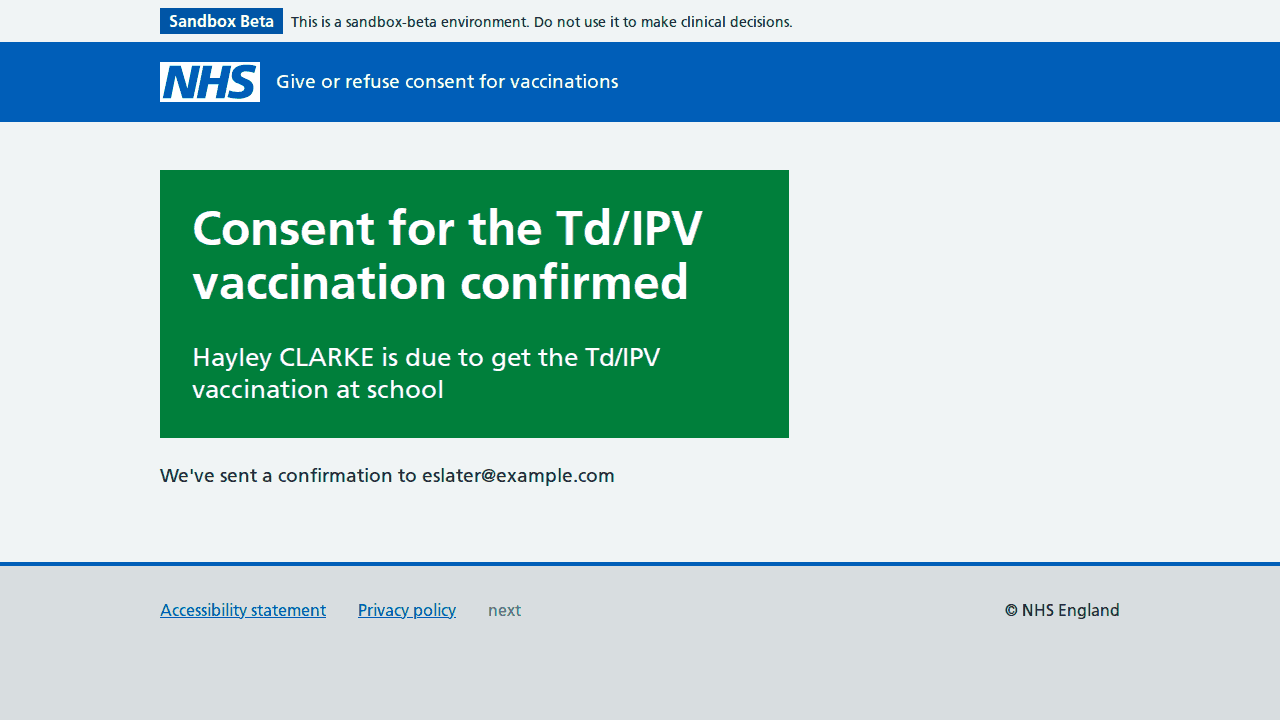 Sandbox Beta This is a sandbox-beta environment. Do not use it to make clinical decisions.
NHS Give or refuse consent for vaccinations
Consent for the Td/IPV
vaccination confirmed
Hayley CLARKE is due to get the Td/IPV
vaccination at school
We've sent a confirmation to eslater@example.com
Accessibility statement Privacy policy next © NHS England